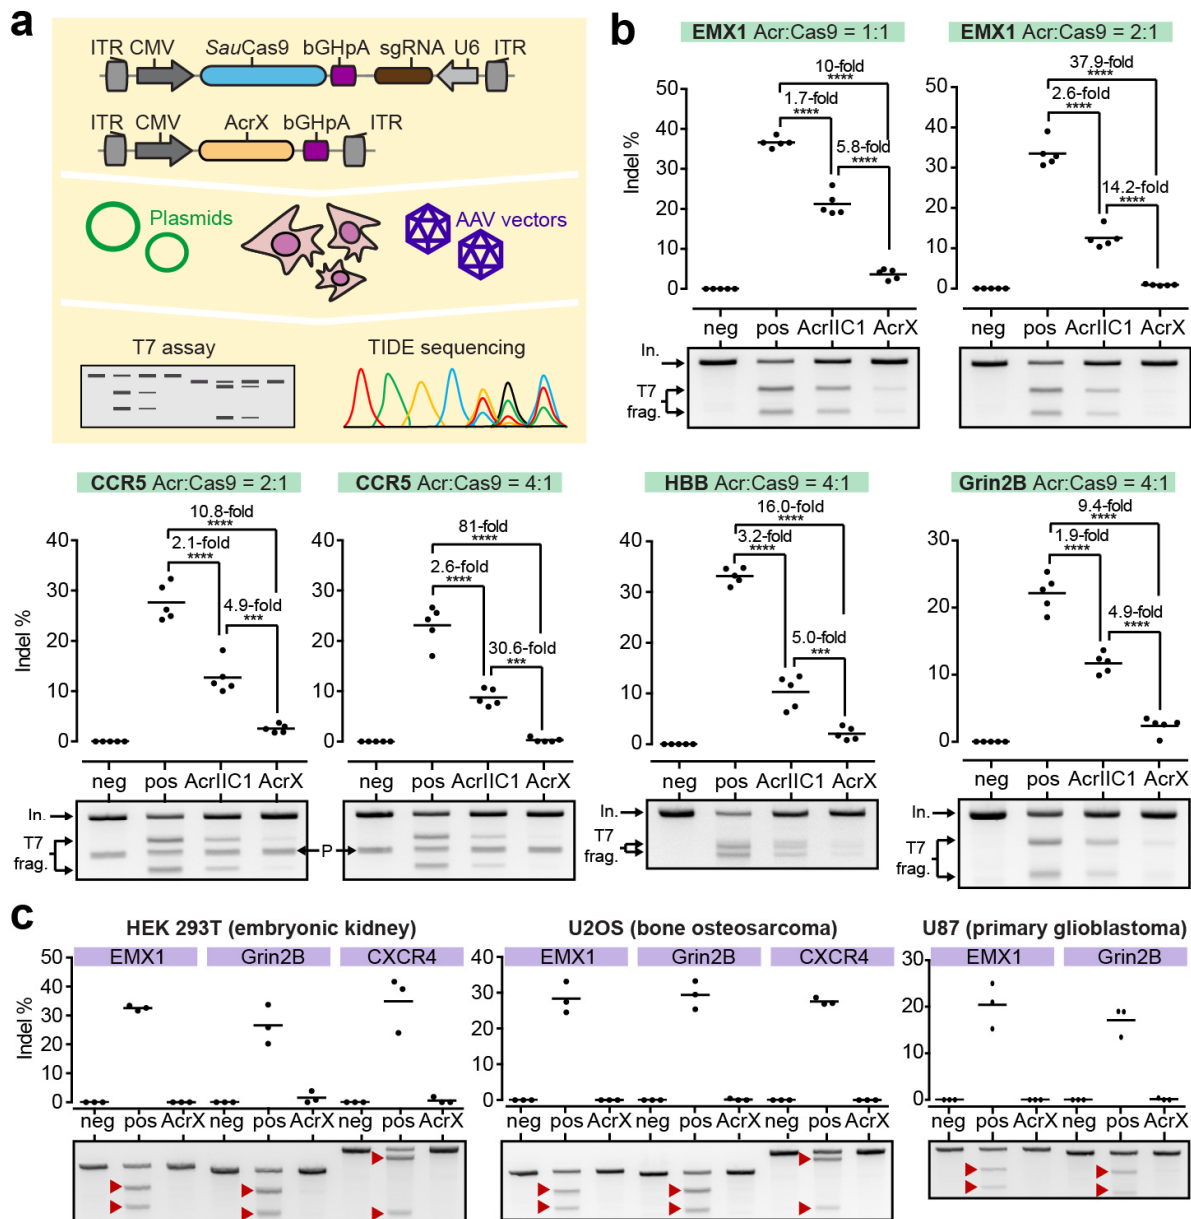 a
ITR CMV SauCas9 bGHpA sgRNA U6 ITR
ITR CMV AcrX bGHpA ITR
Plasmids
AAV vectors
T7 assay
TIDE sequencing
b
EMX1 Acr:Cas9 = 1:1
Indel %
50
40
30
20
10
0
10-fold
****
1.7-fold
****
5.8-fold
****
neg pos AcrIIC1 AcrX
In.
T7
frag.
EMX1 Acr:Cas9 = 2:1
50
40
30
20
10
0
37.9-fold
****
2.6-fold
****
14.2-fold
****
neg pos AcrIIC1 AcrX
CCR5 Acr:Cas9 = 2:1
Indel %
40
30
20
10
0
10.8-fold
****
2.1-fold
****
4.9-fold
***
neg pos AcrIIC1 AcrX
In.
T7
frag.
P
CCR5 Acr:Cas9 = 4:1
40
30
20
10
0
81-fold
****
2.6-fold
****
30.6-fold
***
neg pos AcrIIC1 AcrX
HBB Acr:Cas9 = 4:1
40
30
20
10
0
16.0-fold
****
3.2-fold
****
5.0-fold
***
neg pos AcrIIC1 AcrX
In.
T7
frag.
Grin2B Acr:Cas9 = 4:1
30
20
10
0
9.4-fold
****
1.9-fold
****
4.9-fold
****
neg pos AcrIIC1 AcrX
In.
T7
frag.
c
HEK 293T (embryonic kidney)
EMX1 Grin2B CXCR4
Indel %
50
40
30
20
10
0
neg pos AcrX neg pos AcrX neg pos AcrX
U2OS (bone osteosarcoma)
EMX1 Grin2B CXCR4
40
30
20
10
0
neg pos AcrX neg pos AcrX neg pos AcrX
U87 (primary glioblastoma)
EMX1 Grin2B
30
20
10
0
neg pos AcrX neg pos AcrX